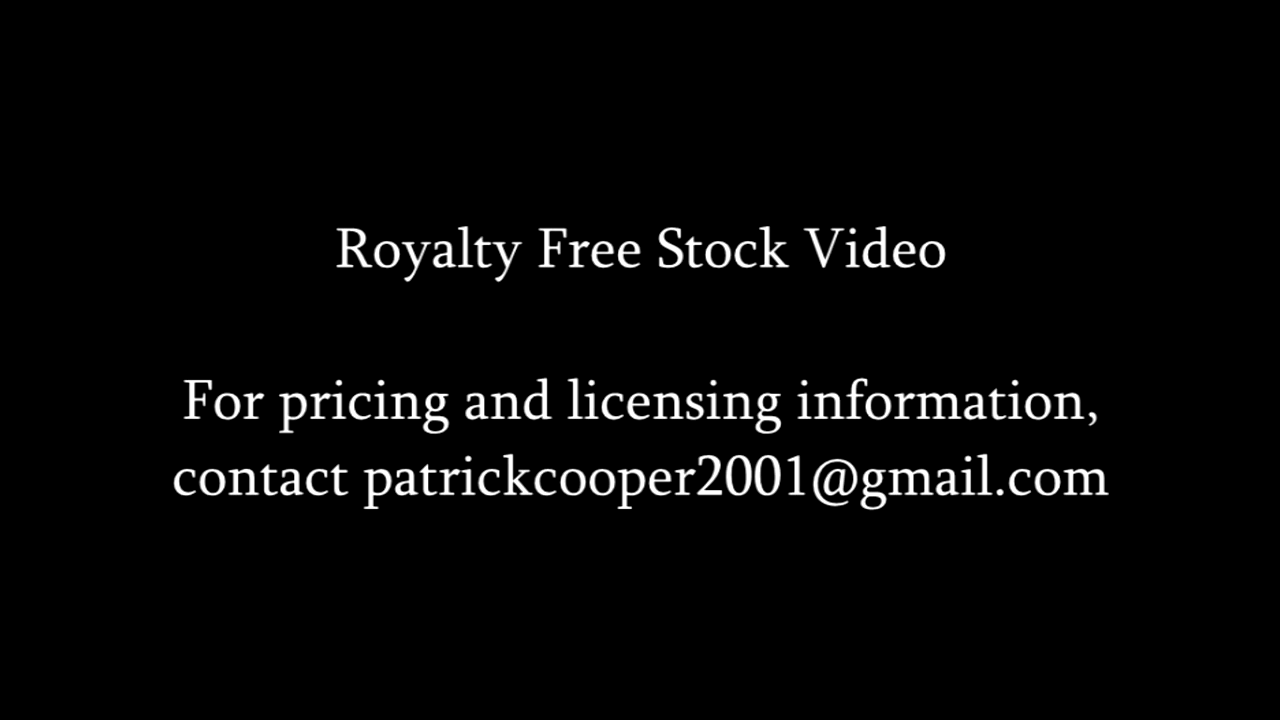 Royalty Free Stock Video
For pricing and licensing information,
contact patrickcooper2001@gmail.com